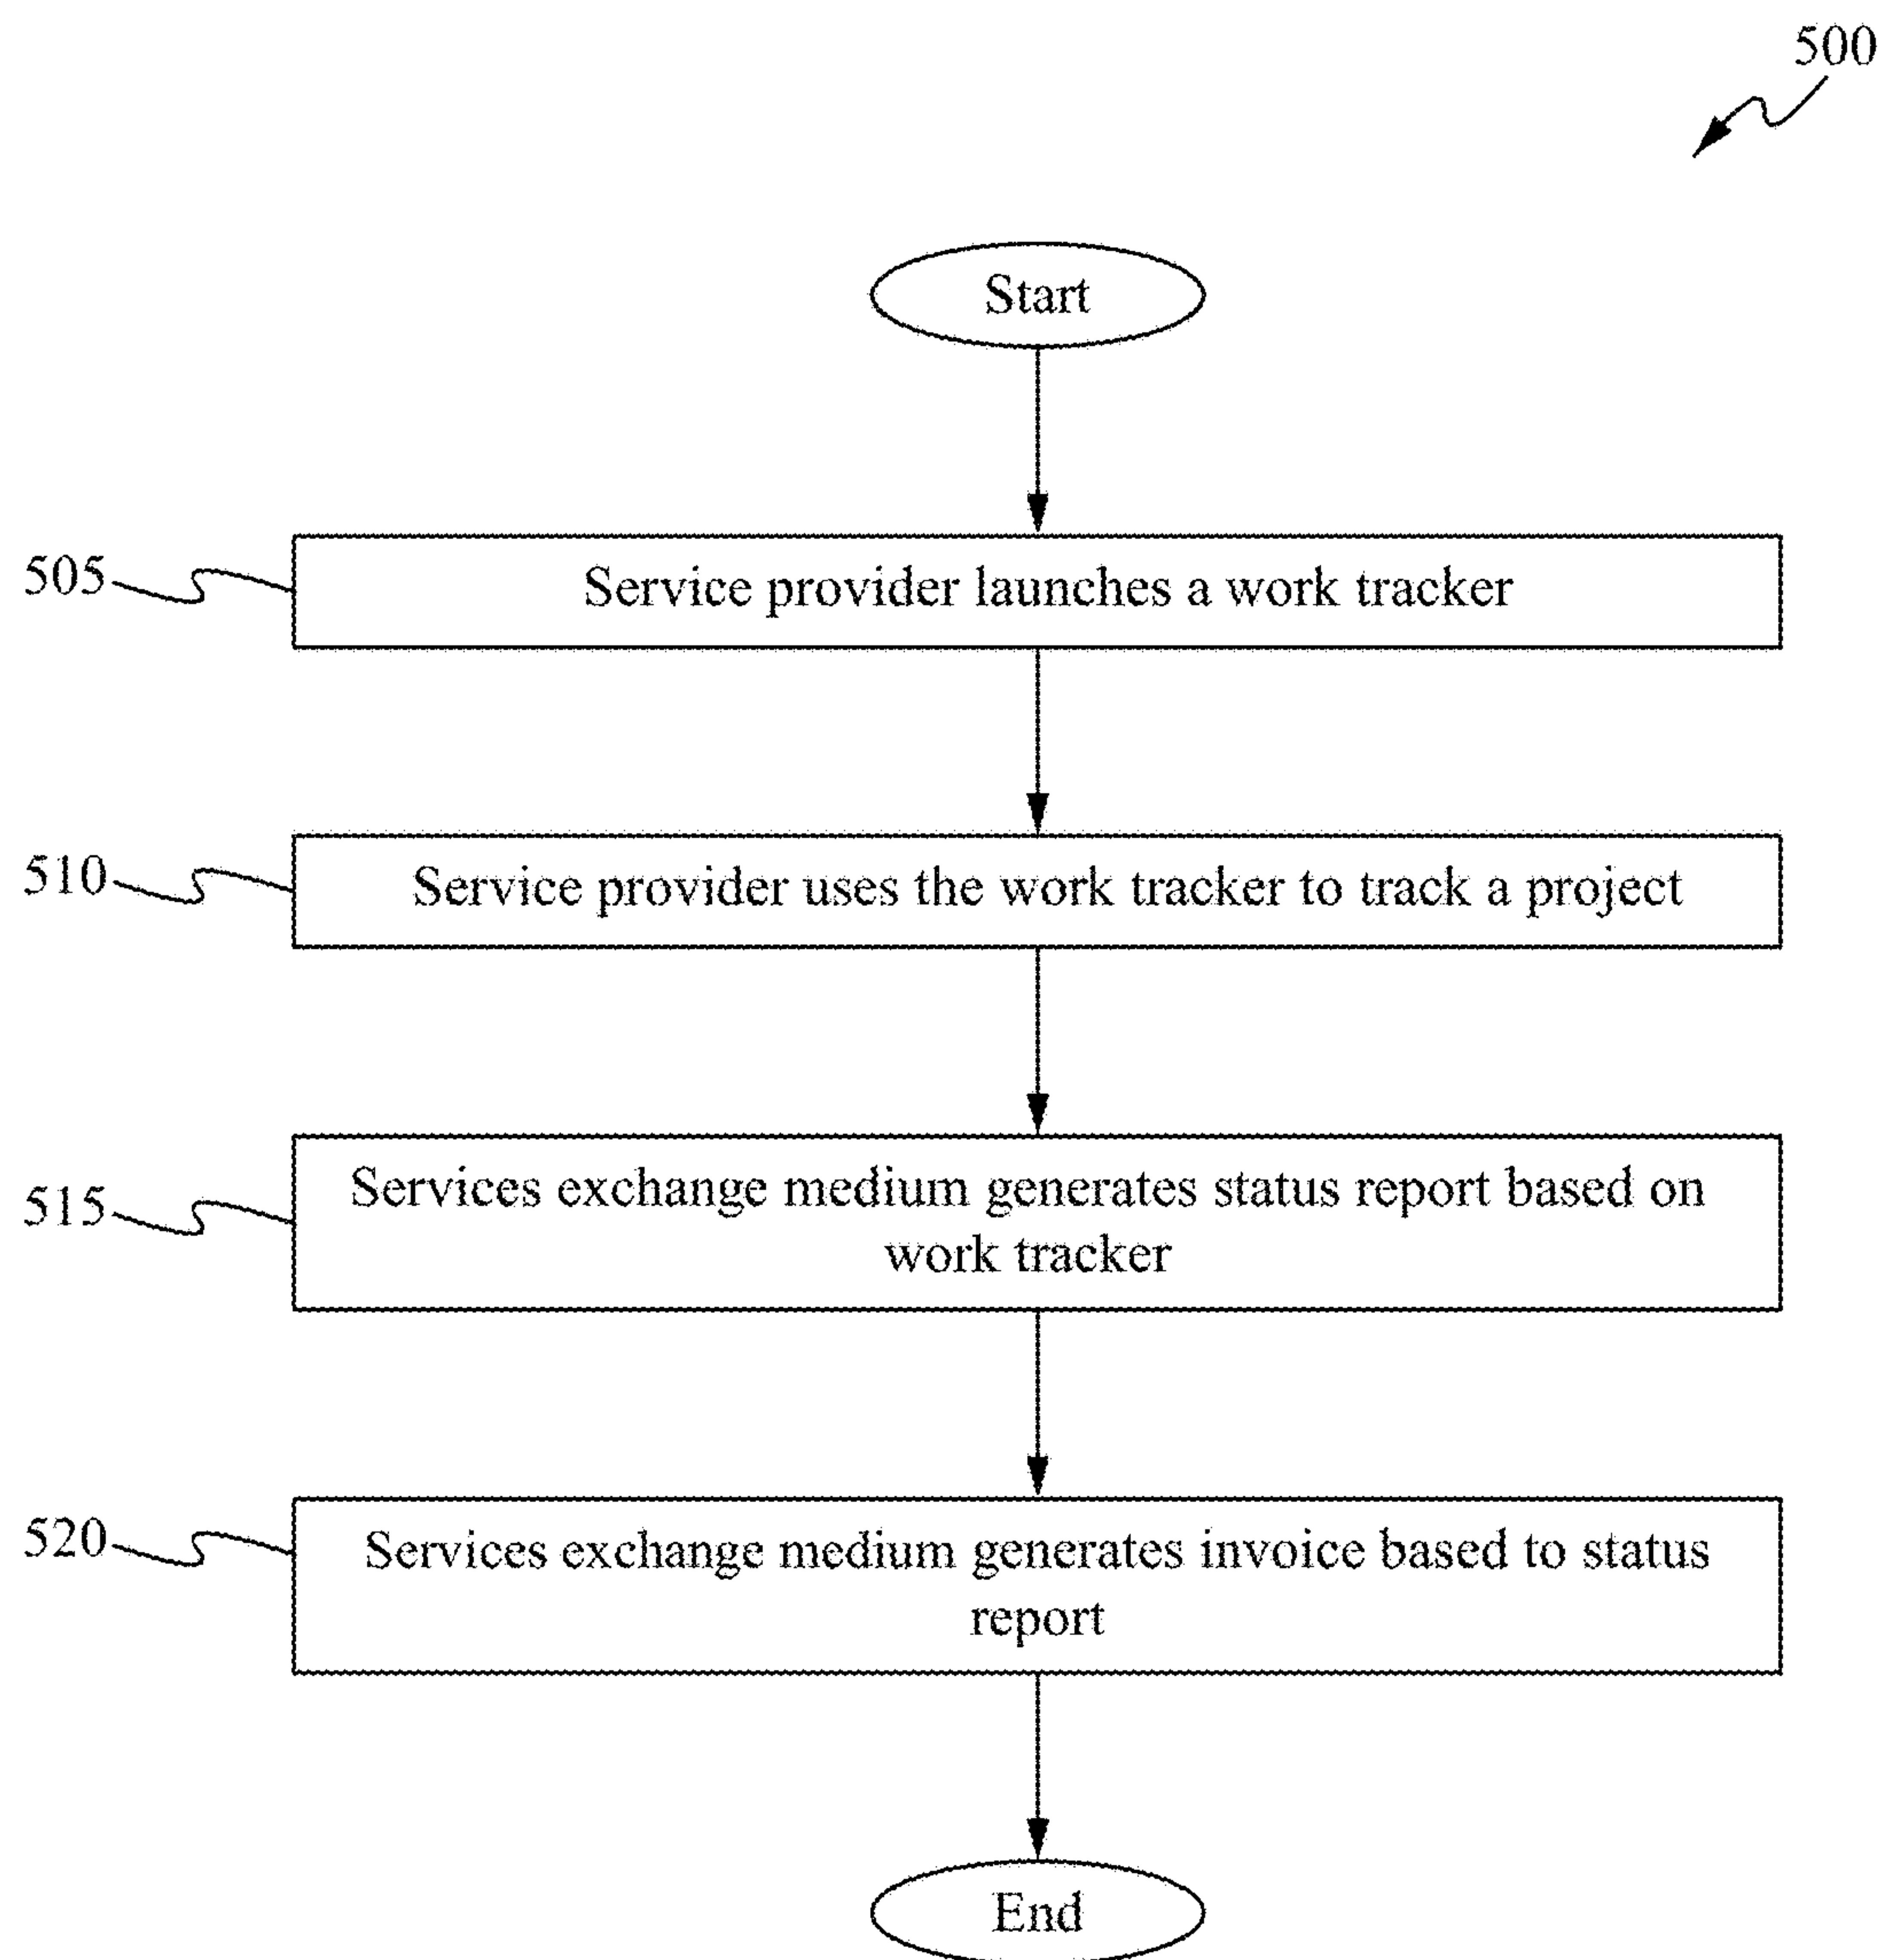 500
Start
505
Service provider launches a work tracker
510
Service provider uses the work tracker to track a project
515
Services exchange medium generates status report based on
work tracker
520
Services exchange medium generates invoice based to status
report
End